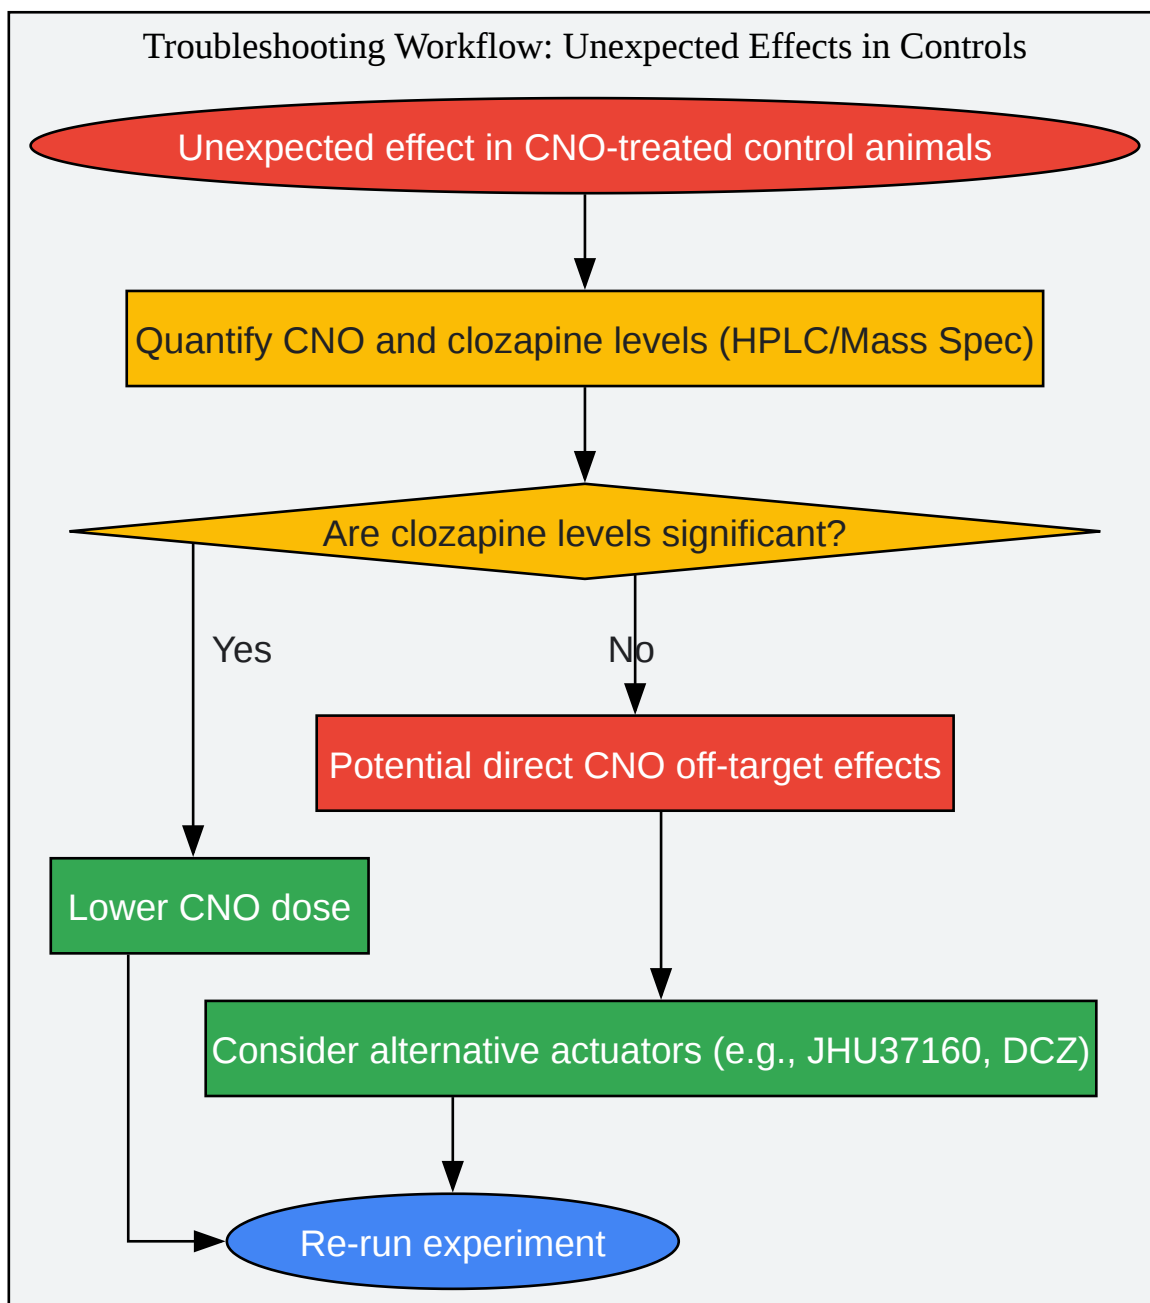 Troubleshooting Workflow: Unexpected Effects in Controls
Unexpected effect in CNO-treated control animals
Quantify CNO and clozapine levels (HPLC/Mass Spec)
Are clozapine levels significant?
Yes
No
Potential direct CNO off-target effects
Lower CNO dose
Consider alternative actuators (e.g., JHU37160, DCZ)
Re-run experiment